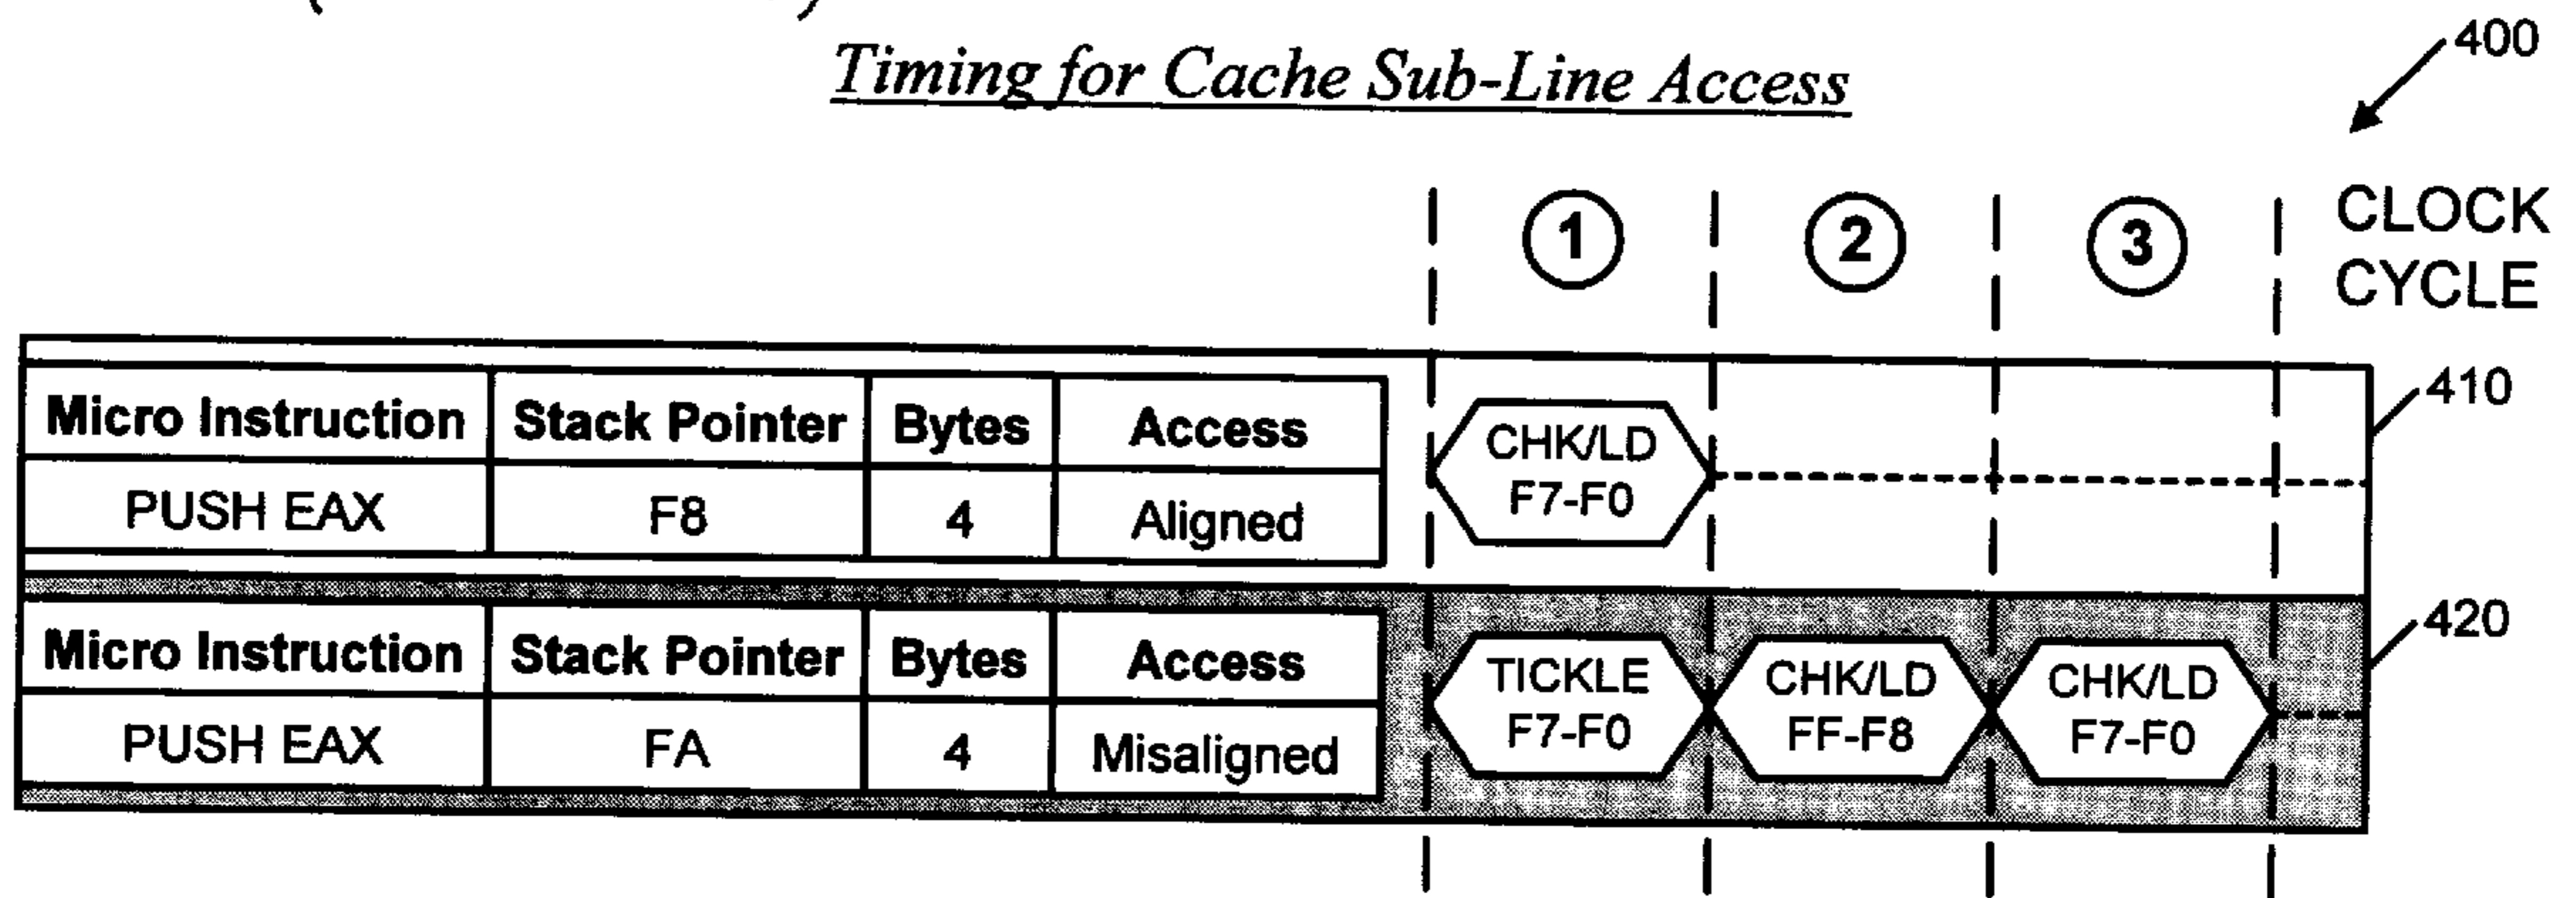 Timing for Cache Sub-Line Access
400
1 2 3 CLOCK CYCLE
410
Micro Instruction Stack Pointer Bytes Access
PUSH EAX F8 4 Aligned
CHK/LD
F7-F0
420
Micro Instruction Stack Pointer Bytes Access
PUSH EAX FA 4 Misaligned
TICKLE
F7-F0
CHK/LD
FF-F8
CHK/LD
F7-F0